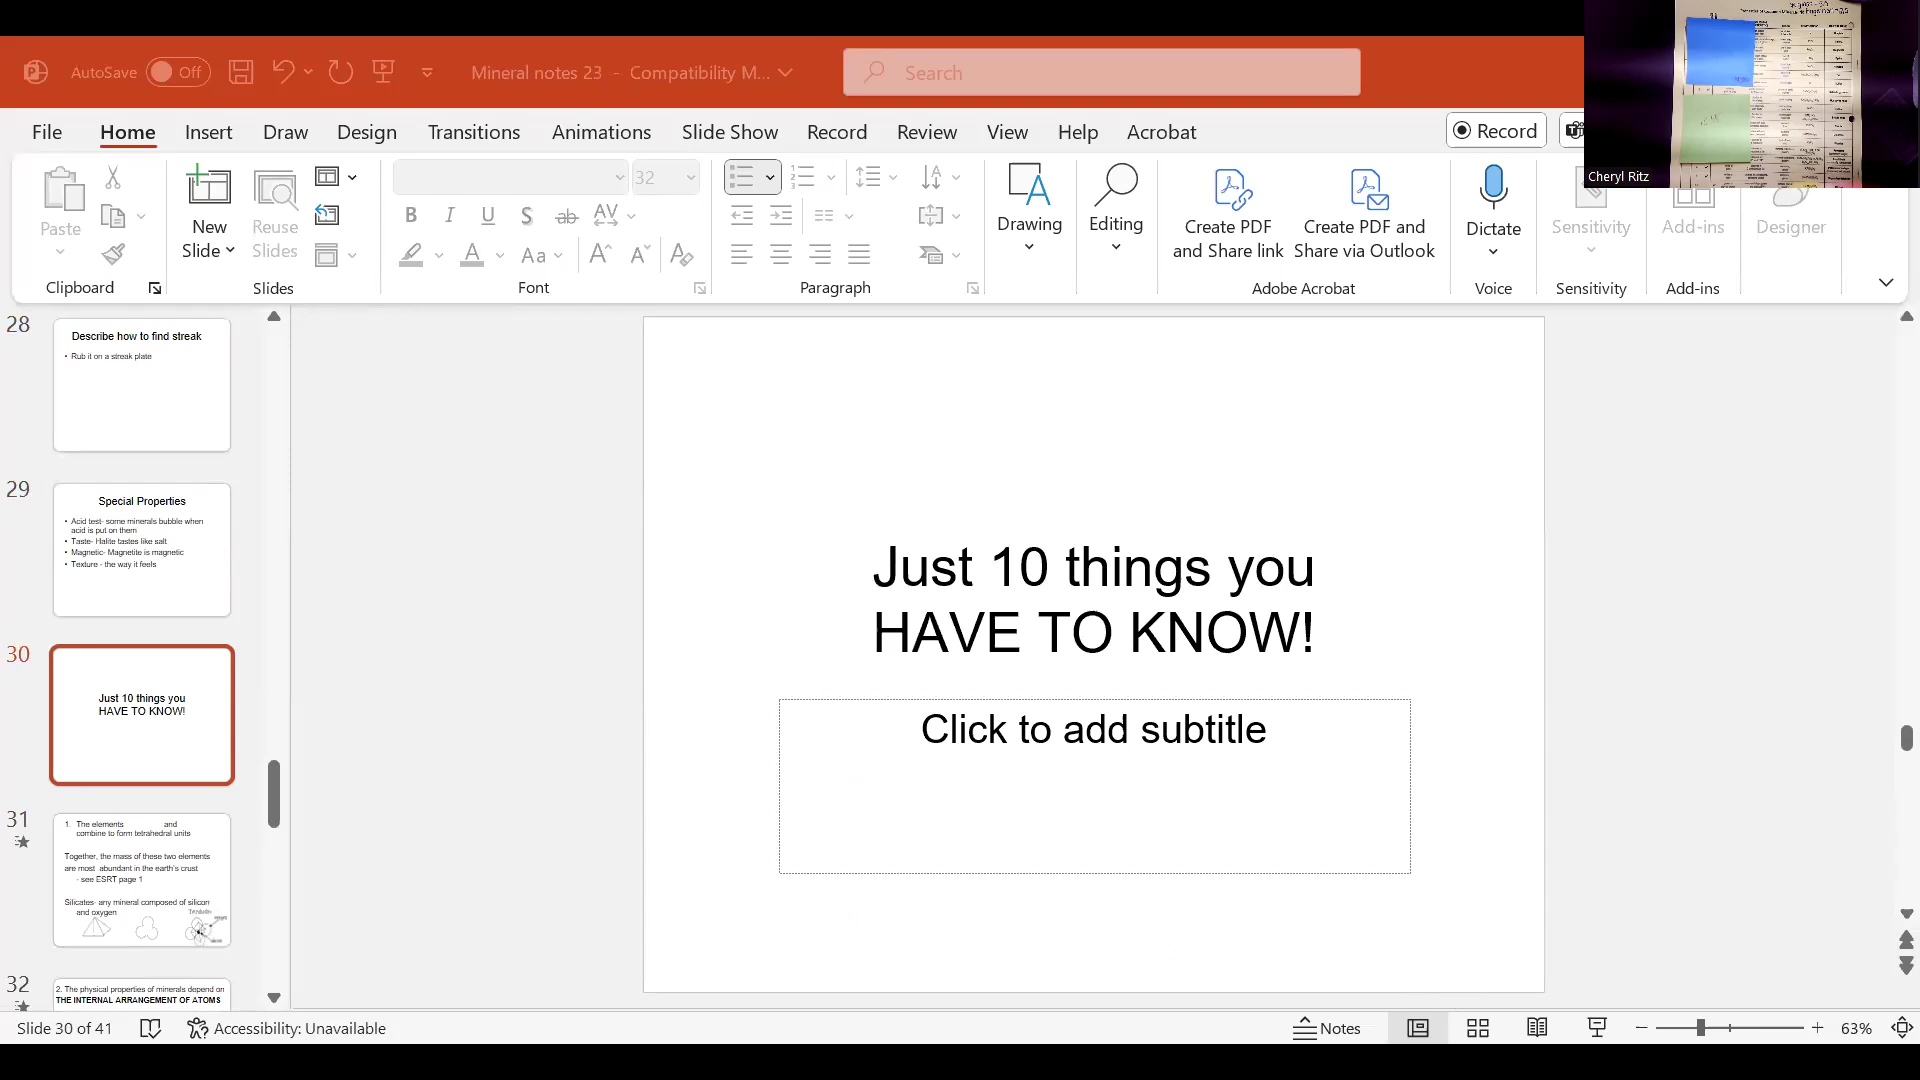 AutoSave Off Mineral notes 23 - Compatibility M... Search
File Home Insert Draw Design Transitions Animations Slide Show Record Review View Help Acrobat Record
Cheryl Ritz
Paste
New Slide
Reuse Slides
32
Drawing
Editing
Create PDF and Share link
Create PDF and Share via Outlook
Dictate
Sensitivity
Add-ins
Designer
Clipboard Slides Font Paragraph Adobe Acrobat Voice Sensitivity Add-ins
28
Describe how to find streak
• Rub it on a streak plate
29
Special Properties
• Acid test- some minerals bubble when
acid is put on them
• Taste- Halite tastes like salt
• Magnetic- Magnetite is magnetic
• Texture - the way it feels
30
Just 10 things you
HAVE TO KNOW!
31
1. The elements and
combine to form tetrahedral units
Together, the mass of these two elements
are most abundant in the earth's crust
- see ESRT page 1
Silicates- any mineral composed of silicon
and oxygen
32
2. The physical properties of minerals depend on
THE INTERNAL ARRANGEMENT OF ATOMS
Just 10 things you
HAVE TO KNOW!
Click to add subtitle
Slide 30 of 41 Accessibility: Unavailable Notes 63%